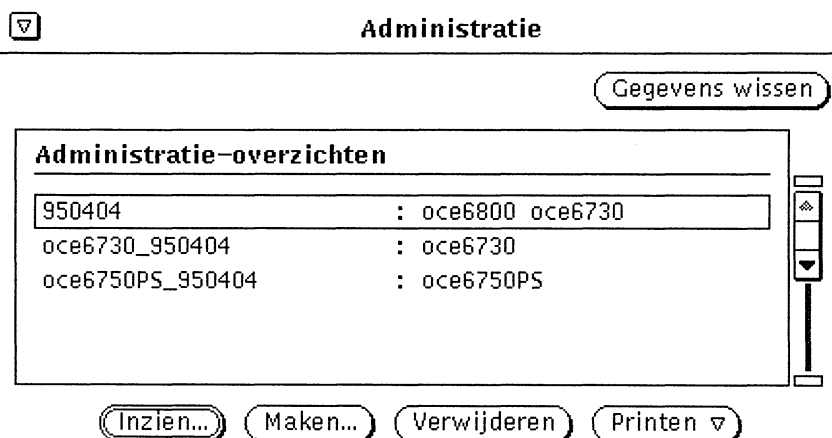 Administratie
Gegevens wissen
Administratie-overzichten
950404 : oce6800 oce6730
oce6730_950404 : oce6730
oce6750PS_950404 : oce6750PS
Inzien... Maken... Verwijderen Printen